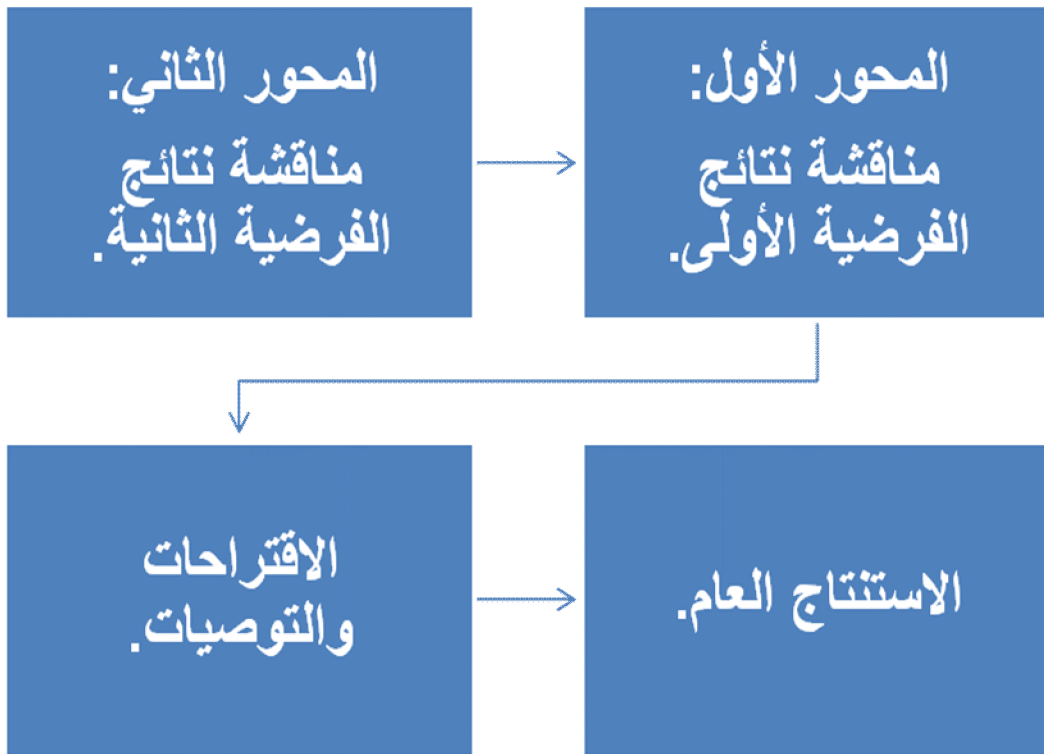 المحور الأول:
مناقشة نتائج
الفرضية الأولى.
المحور الثاني:
مناقشة نتائج
الفرضية الثانية.
الاستنتاج العام.
الاقتراحات
والتوصيات.